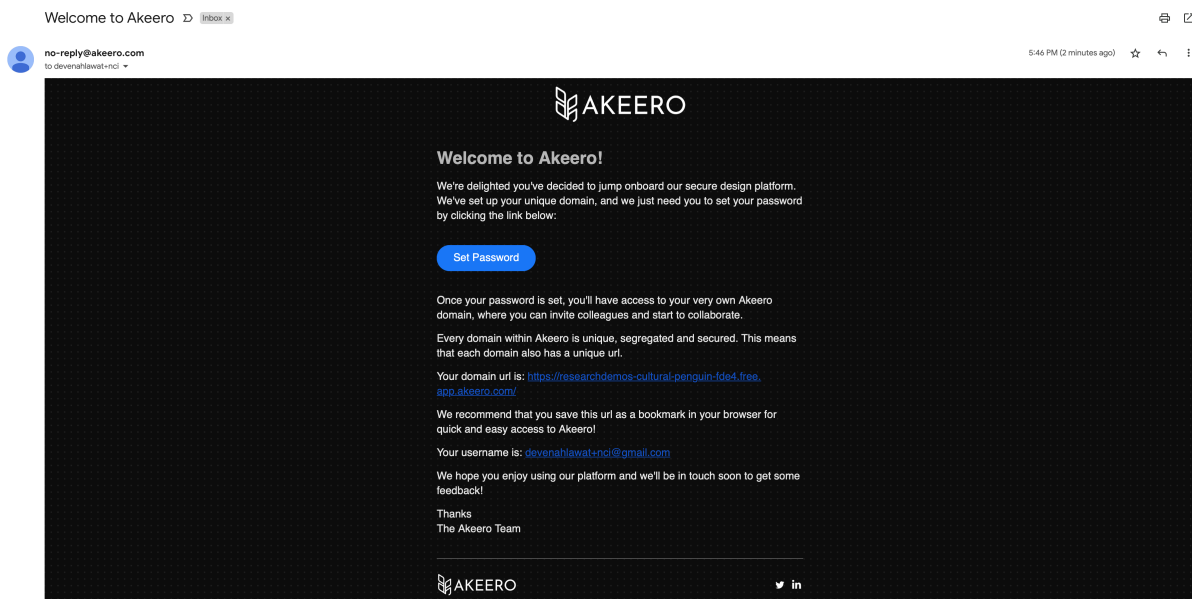 Welcome to Akeero Inbox ×
no-reply@akeero.com
5:46 PM (2 minutes ago)
to devenahlawat+nci
AKEERO
Welcome to Akeero!
We're delighted you've decided to jump onboard our secure design platform.
We've set up your unique domain, and we just need you to set your password
by clicking the link below:
Set Password
Once your password is set, you'll have access to your very own Akeero
domain, where you can invite colleagues and start to collaborate.
Every domain within Akeero is unique, segregated and secured. This means
that each domain also has a unique url.
Your domain url is: https://researchdemos-cultural-penguin-fde4.free.
app.akeero.com/
We recommend that you save this url as a bookmark in your browser for
quick and easy access to Akeero!
Your username is: devenahlawat+nci@gmail.com
We hope you enjoy using our platform and we'll be in touch soon to get some
feedback!
Thanks
The Akeero Team
AKEERO